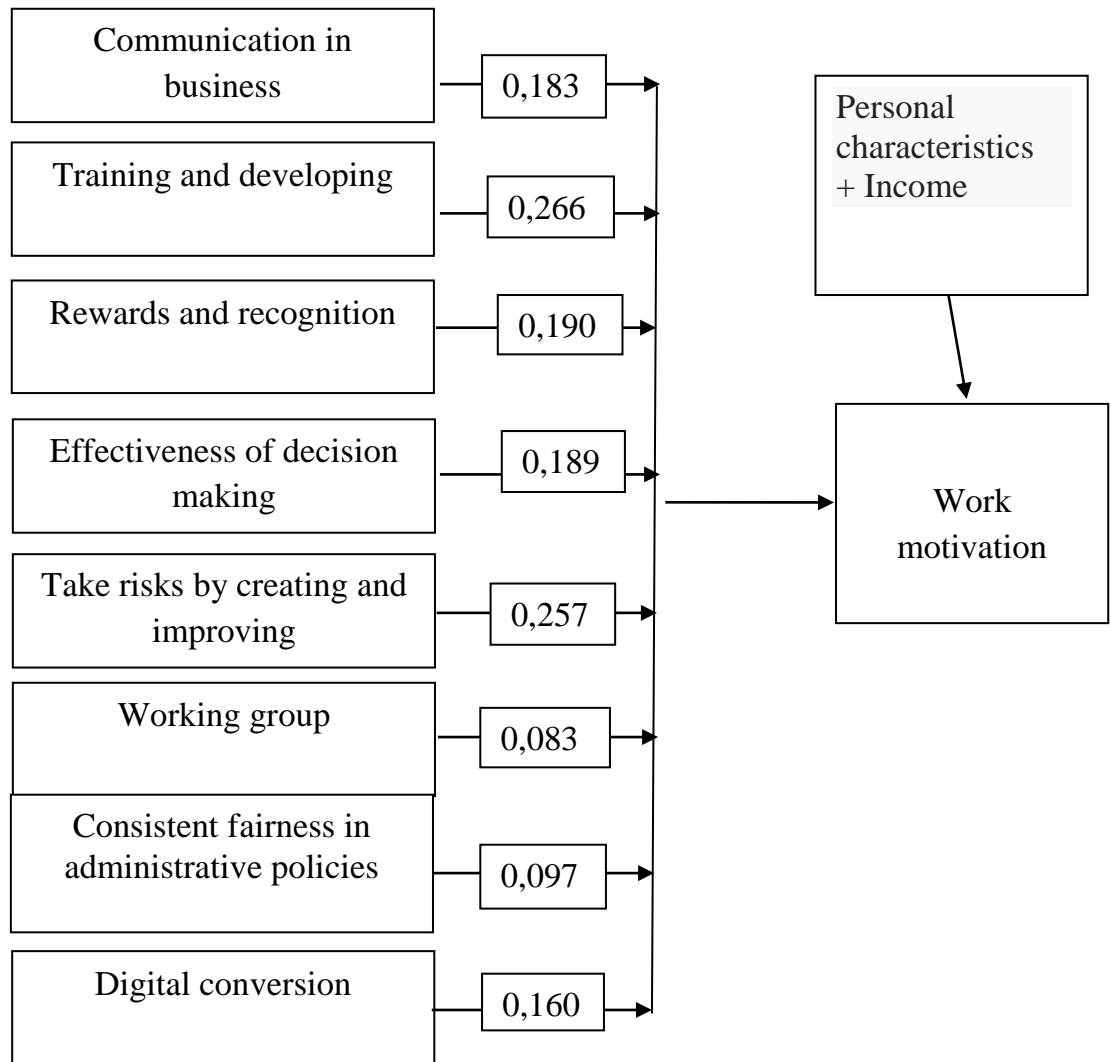 Communication in
business
0,183
Training and developing
0,266
Rewards and recognition
0,190
Effectiveness of decision
making
0,189
Take risks by creating and
improving
0,257
Working group
0,083
Consistent fairness in
administrative policies
0,097
Digital conversion
0,160
Personal
characteristics
+ Income
Work
motivation